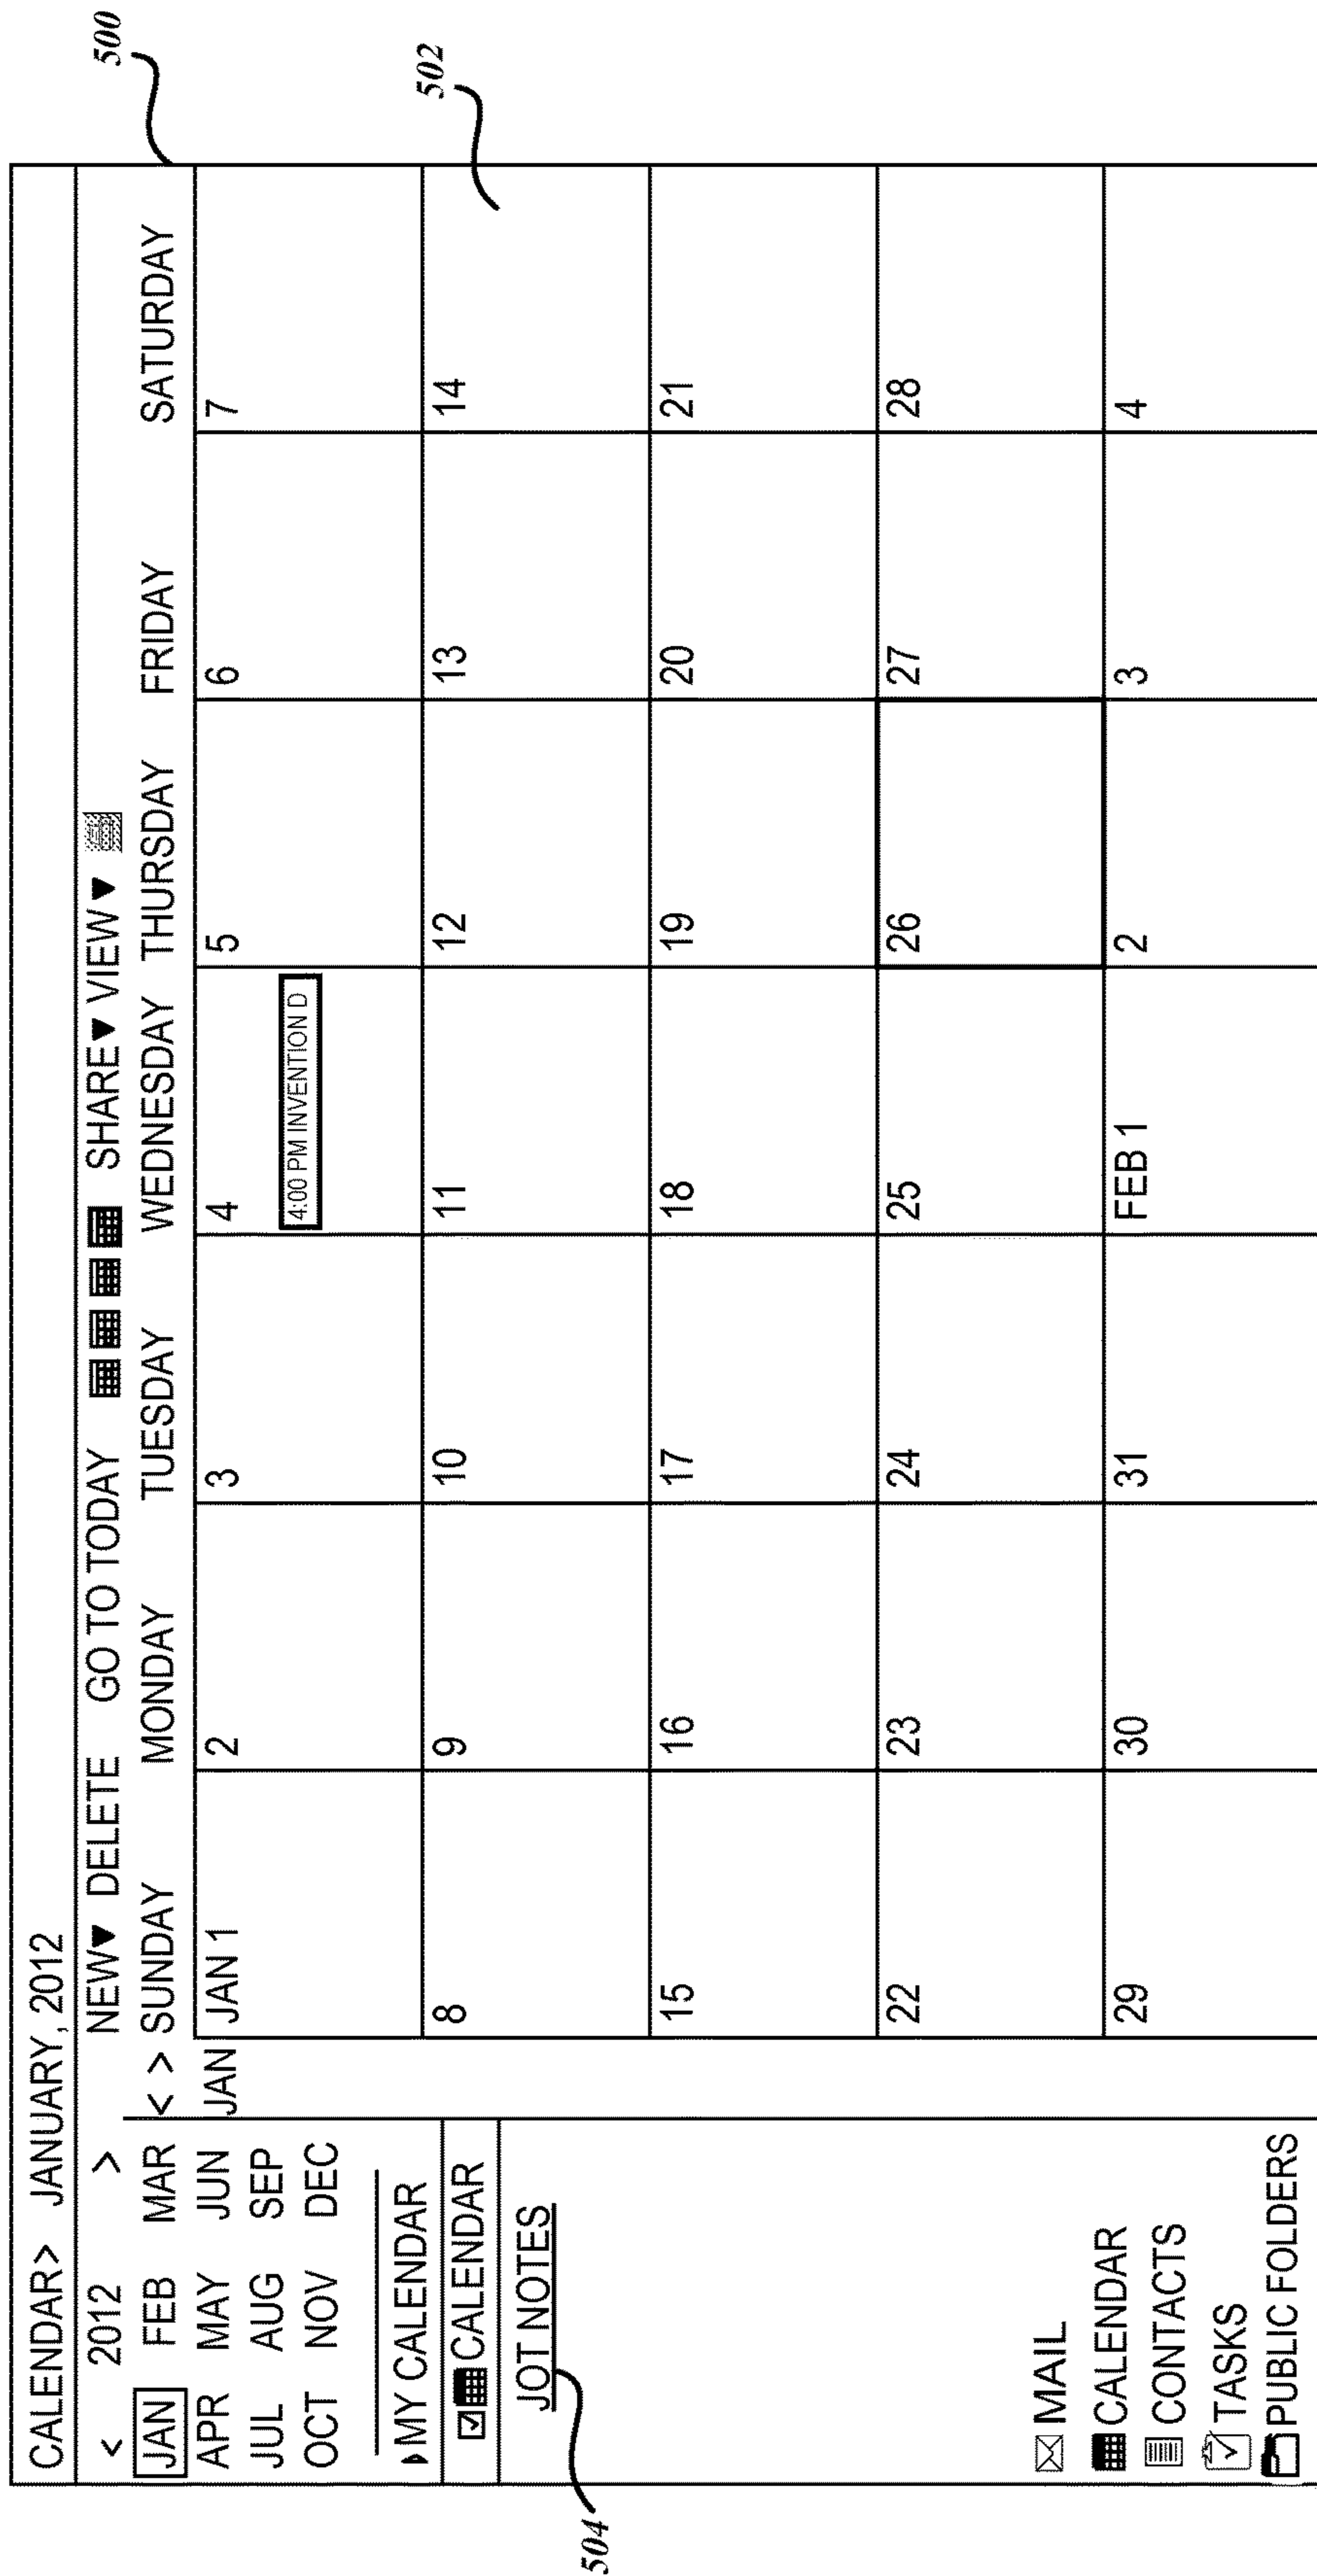 500
502
CALENDAR> JANUARY, 2012
< 2012 >
NEW▼ DELETE GO TO TODAY SHARE▼ VIEW▼
JAN FEB MAR
< > SUNDAY MONDAY TUESDAY WEDNESDAY THURSDAY FRIDAY SATURDAY
APR MAY JUN
JUL AUG SEP
OCT NOV DEC
JAN
JAN 1 2 3 4 5 6 7
4:00 PM INVENTION D
▸MY CALENDAR
CALENDAR
JOT NOTES
504
8 9 10 11 12 13 14
15 16 17 18 19 20 21
22 23 24 25 26 27 28
29 30 31 FEB 1 2 3 4
MAIL
CALENDAR
CONTACTS
TASKS
PUBLIC FOLDERS